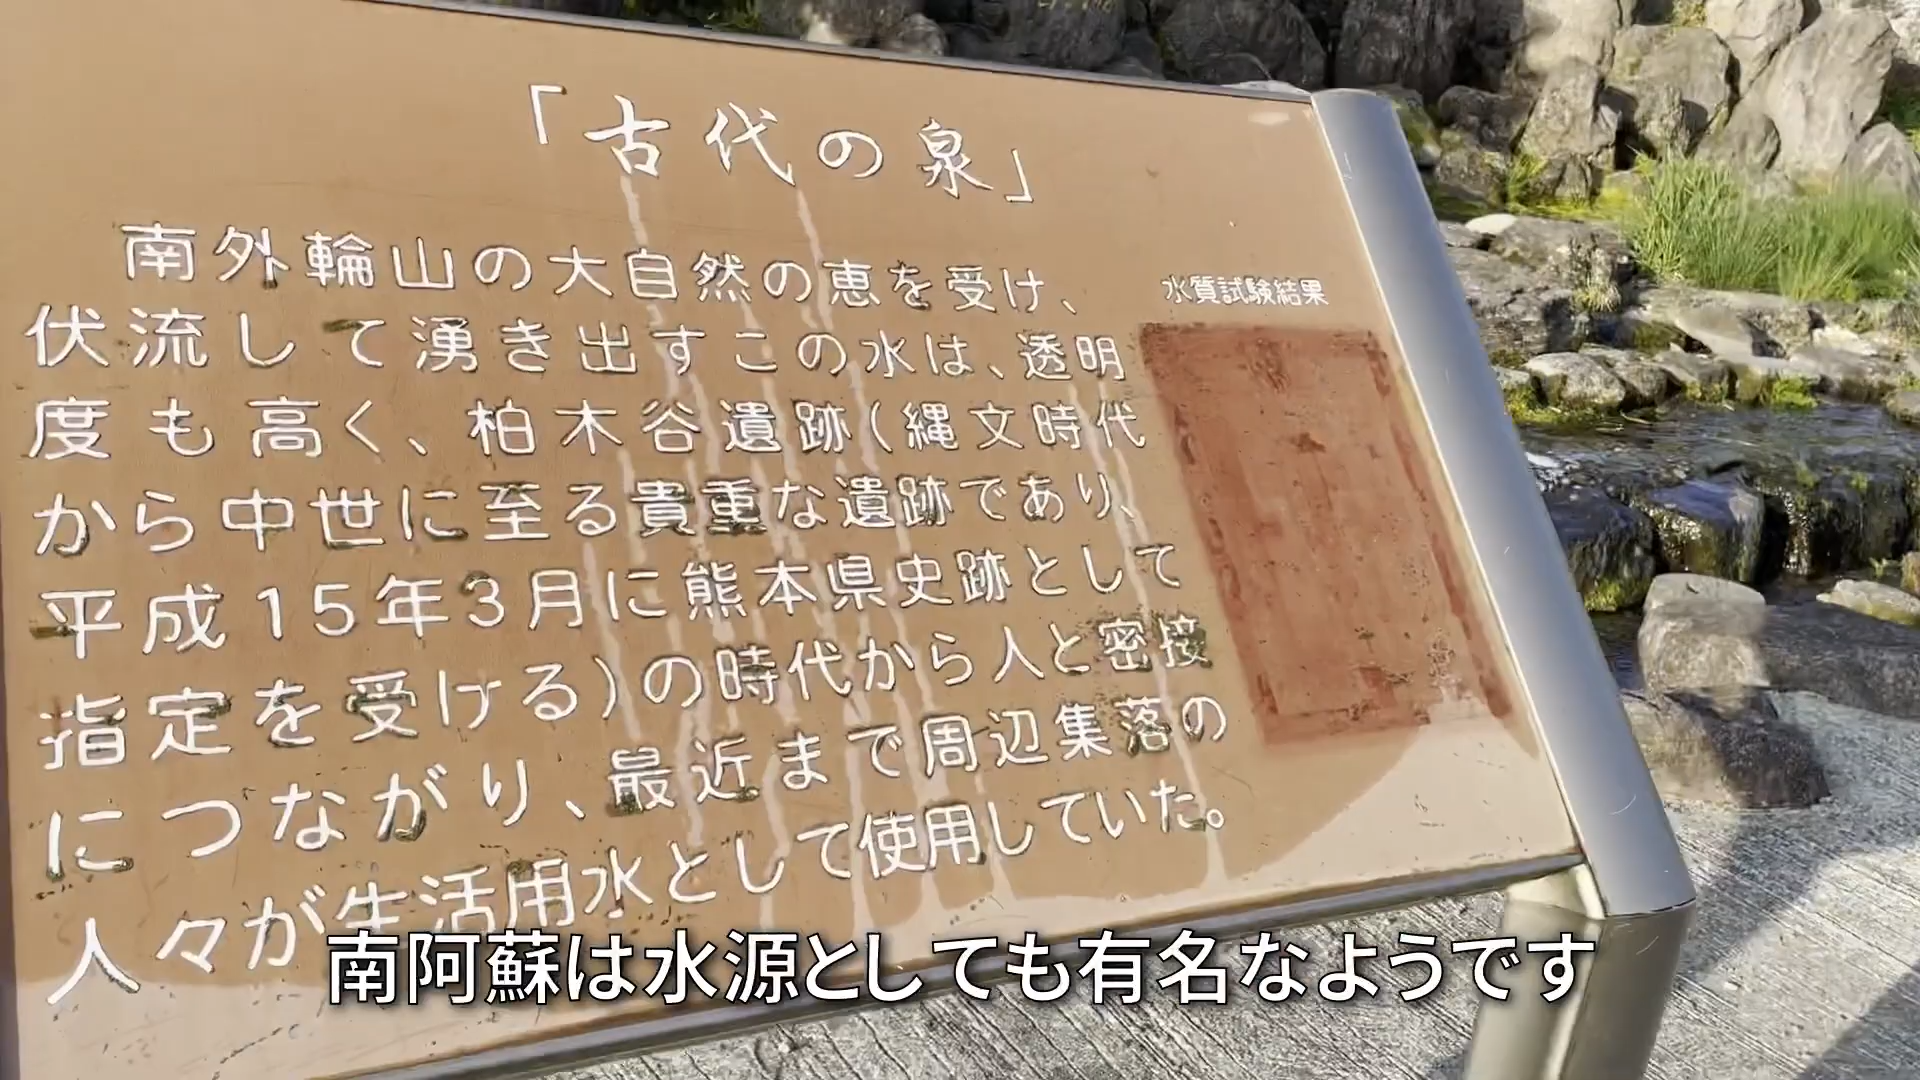 「古代の泉」
南外輪山の大自然の恵を受け、
伏流して湧き出すこの水は、透明
度も高く、柏木谷遺跡(縄文時代
から中世に至る貴重な遺跡であり、
平成15年3月に熊本県史跡として
指定を受ける)の時代から人と密接
につながり、最近まで周辺集落の
人々が生活用水として使用していた。
水質試験結果
南阿蘇は水源としても有名なようです